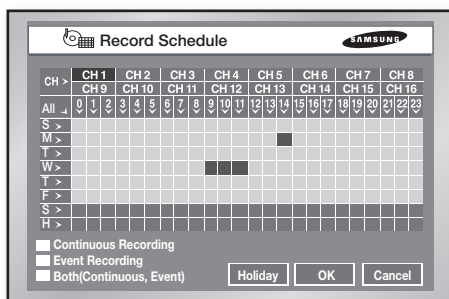 Record Schedule
SAMSUNG
CH > CH 1 CH 2 CH 3 CH 4 CH 5 CH 6 CH 7 CH 8
CH 9 CH 10 CH 11 CH 12 CH 13 CH 14 CH 15 CH 16
All 0 1 2 3 4 5 6 7 8 9 10 11 12 13 14 15 16 17 18 19 20 21 22 23
S >
M >
T >
W >
T >
F >
S >
H >
Continuous Recording
Event Recording
Both(Continuous, Event)
Holiday OK Cancel